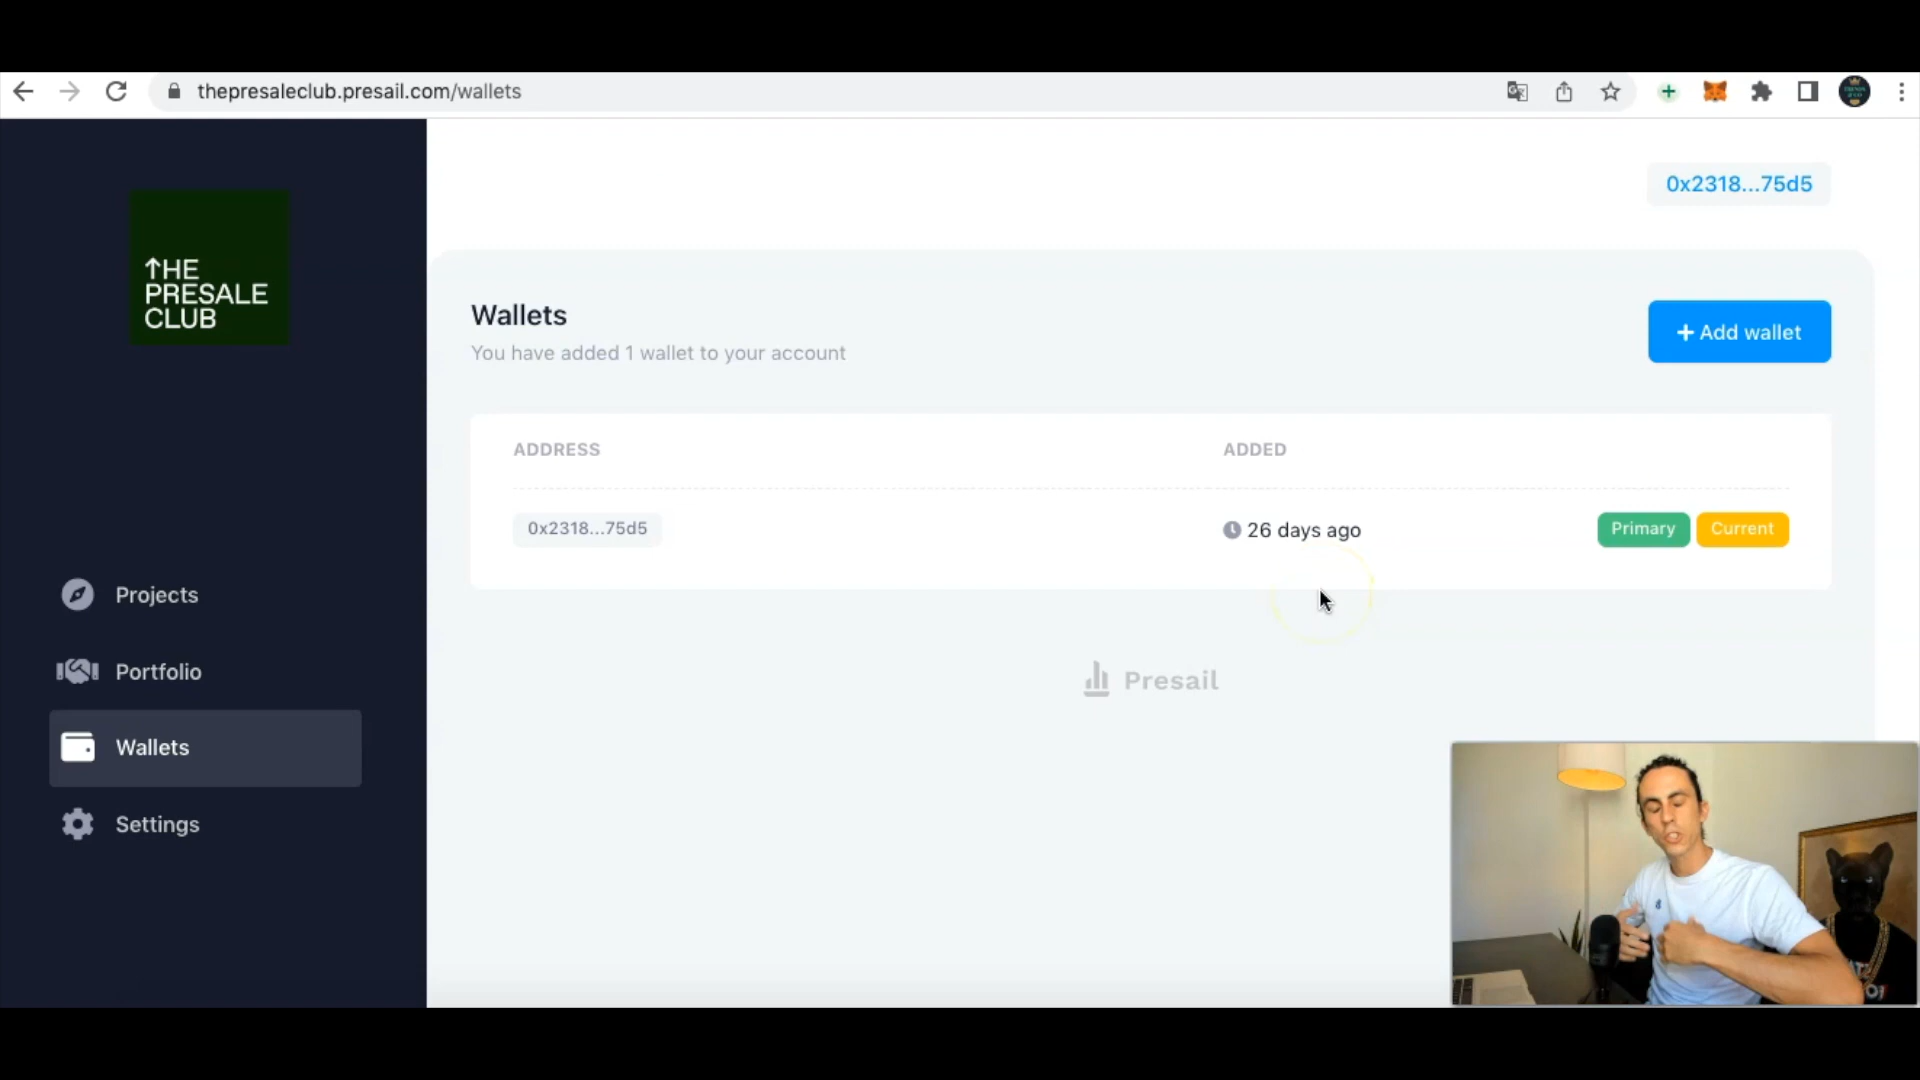 thepresaleclub.presail.com/wallets
0x2318...75d5
↑HE
PRESALE
CLUB
Wallets
You have added 1 wallet to your account
+ Add wallet
ADDRESS
ADDED
0x2318...75d5
26 days ago
Primary
Current
Projects
Portfolio
Wallets
Settings
Presail